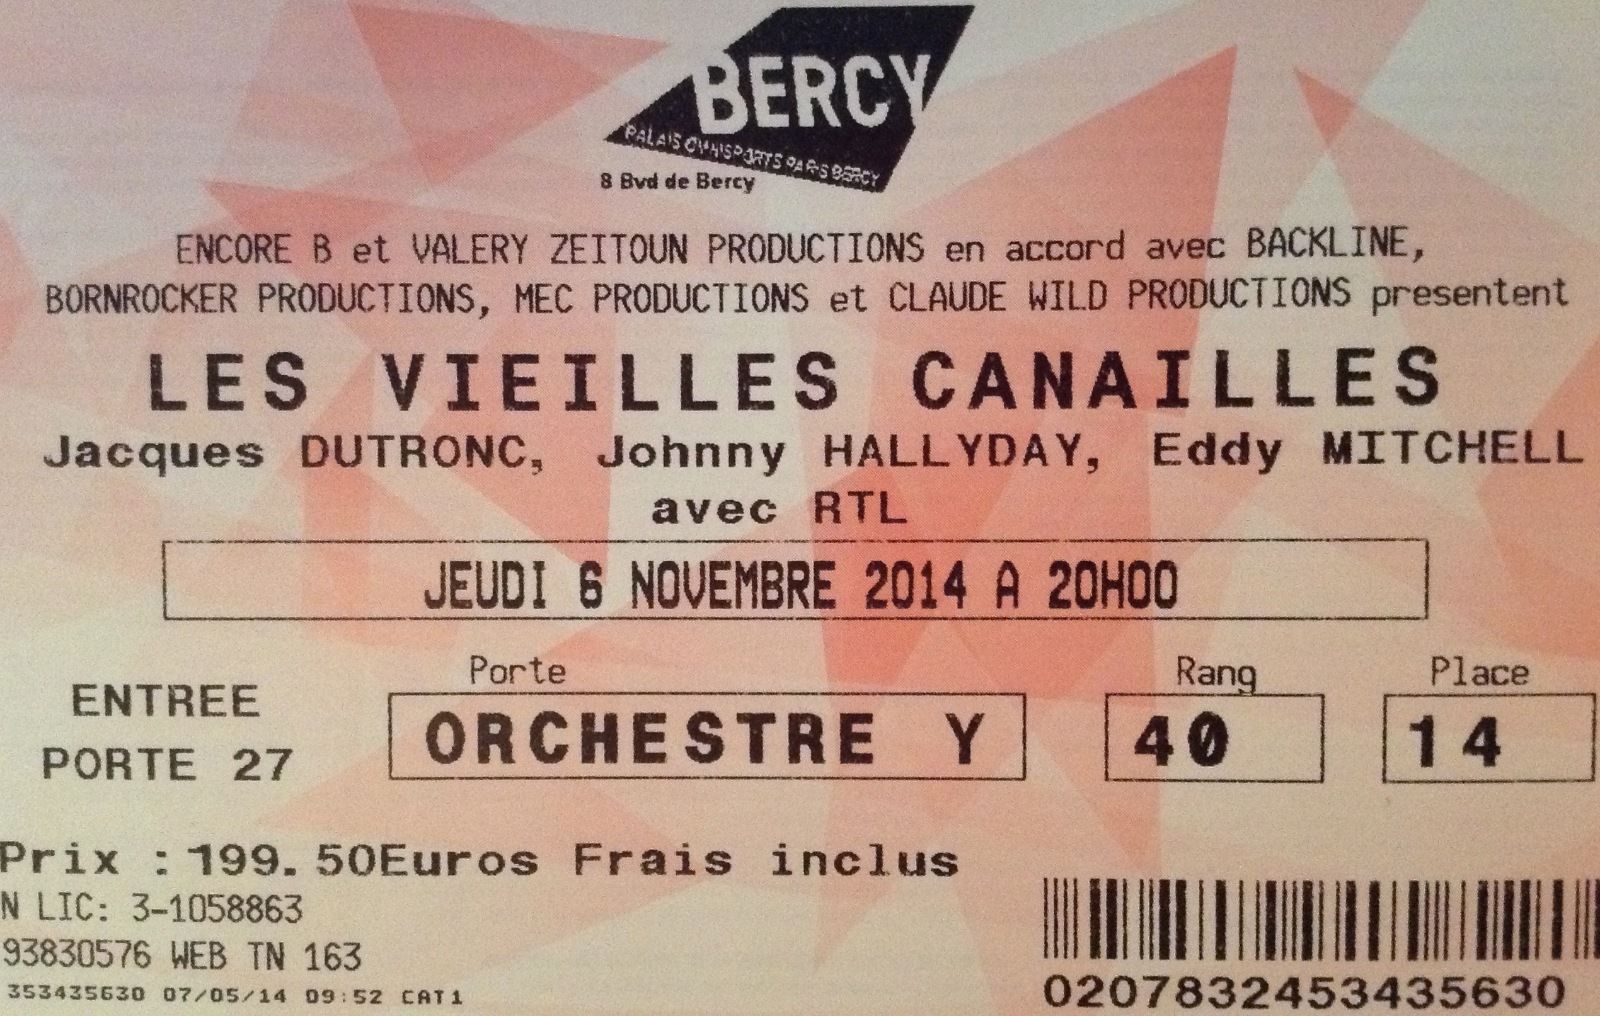 BERCY
PALAIS OMNISPORTS PARIS BERCY
8 Bvd de Bercy
ENCORE B et VALERY ZEITOUN PRODUCTIONS en accord avec BACKLINE,
BORNROCKER PRODUCTIONS, MEC PRODUCTIONS et CLAUDE WILD PRODUCTIONS presentent
LES VIEILLES CANAILLES
Jacques DUTRONC, Johnny HALLYDAY, Eddy MITCHELL
avec RTL
JEUDI 6 NOVEMBRE 2014 A 20H00
ENTREE
PORTE 27
Porte
ORCHESTRE Y
Rang
40
Place
14
Prix : 199.50Euros Frais inclus
N LIC: 3-1058863
93830576 WEB TN 163
353435630 07/05/14 09:52 CAT1
0207832453435630